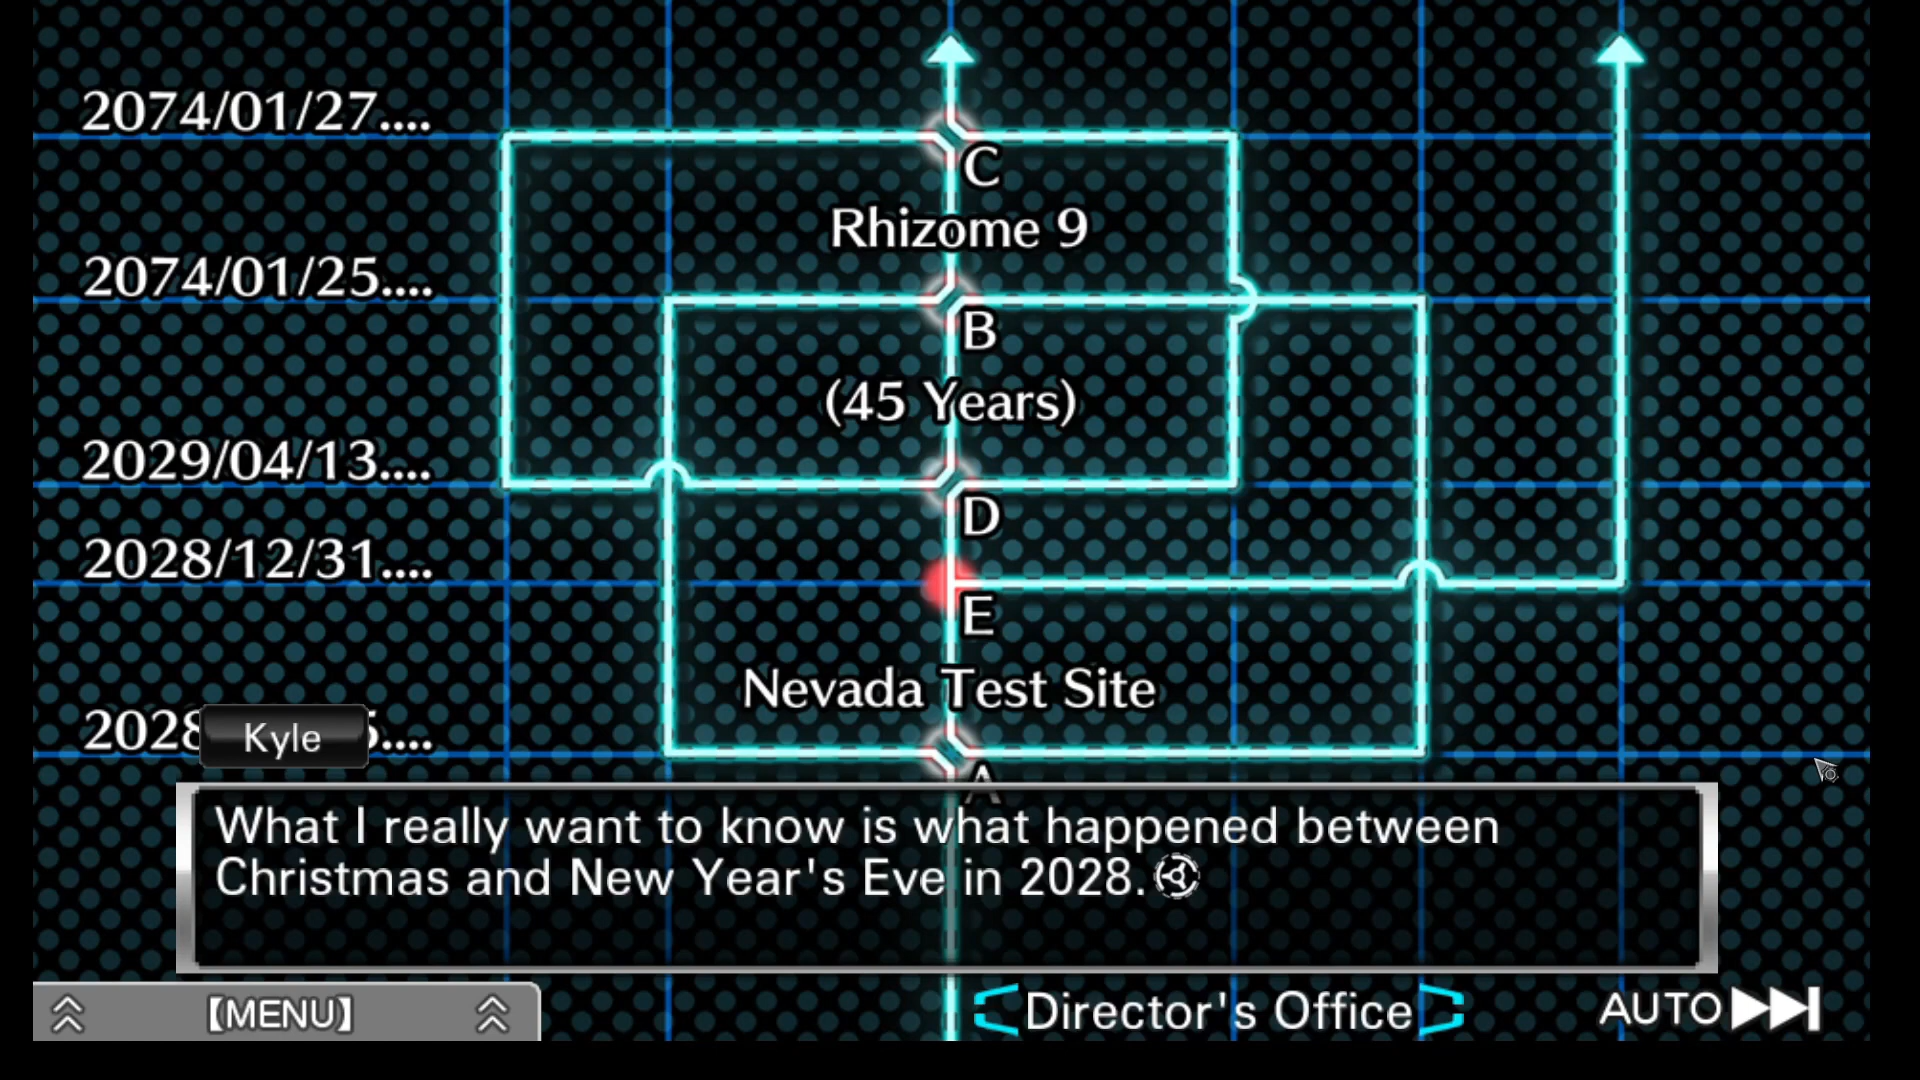 2074/01/27....
C
Rhizome 9
2074/01/25....
B
(45 Years)
2029/04/13....
D
2028/12/31....
E
Nevada Test Site
2028
5....
A
Kyle
What I really want to know is what happened between
Christmas and New Year's Eve in 2028.
【MENU】
Director's Office
AUTO